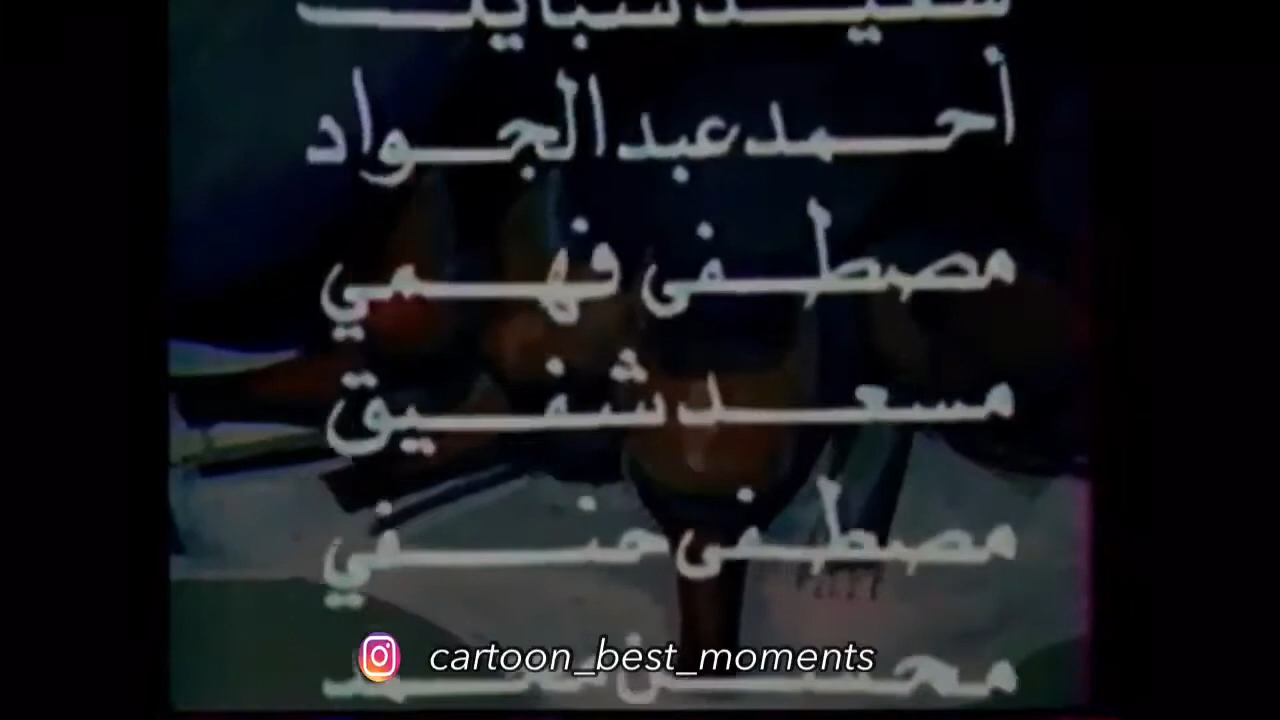 أحمد عبد الجواد
مصطفى فهمي
مسعد شفيق
مصطفى حنفي
cartoon_best_moments